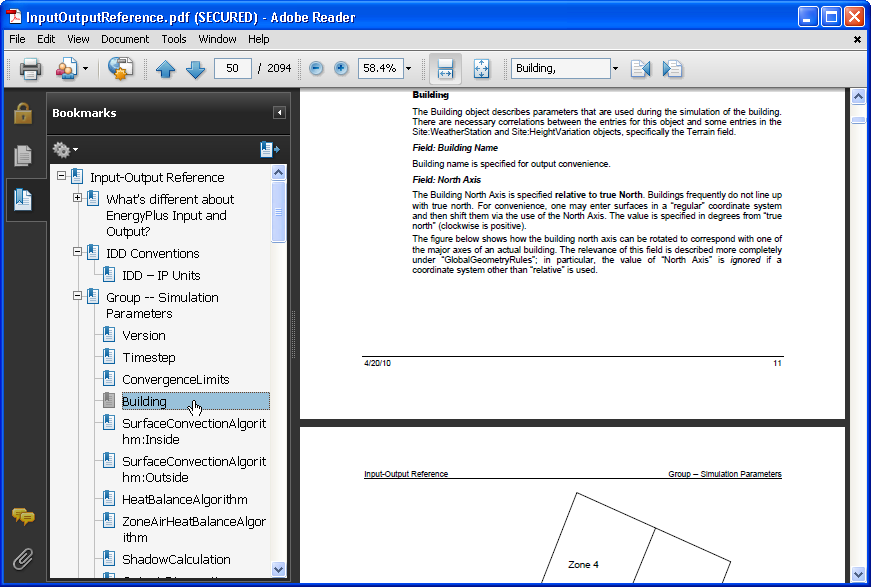 InputOutputReference.pdf (SECURED) - Adobe Reader
File Edit View Document Tools Window Help
50 / 2094 58.4% Building,
Bookmarks
Input-Output Reference
What's different about
EnergyPlus Input and
Output?
IDD Conventions
IDD – IP Units
Group -- Simulation
Parameters
Version
Timestep
ConvergenceLimits
Building
SurfaceConvectionAlgorit
hm:Inside
SurfaceConvectionAlgorit
hm:Outside
HeatBalanceAlgorithm
ZoneAirHeatBalanceAlgor
ithm
ShadowCalculation
Building
The Building object describes parameters that are used during the simulation of the building.
There are necessary correlations between the entries for this object and some entries in the
Site:WeatherStation and Site:HeightVariation objects, specifically the Terrain field.
Field: Building Name
Building name is specified for output convenience.
Field: North Axis
The Building North Axis is specified relative to true North. Buildings frequently do not line up
with true north. For convenience, one may enter surfaces in a “regular” coordinate system
and then shift them via the use of the North Axis. The value is specified in degrees from “true
north” (clockwise is positive).
The figure below shows how the building north axis can be rotated to correspond with one of
the major axes of an actual building. The relevance of this field is described more completely
under “GlobalGeometryRules”; in particular, the value of “North Axis” is ignored if a
coordinate system other than “relative” is used.
4/20/10 11
Input-Output Reference Group – Simulation Parameters
Zone 4